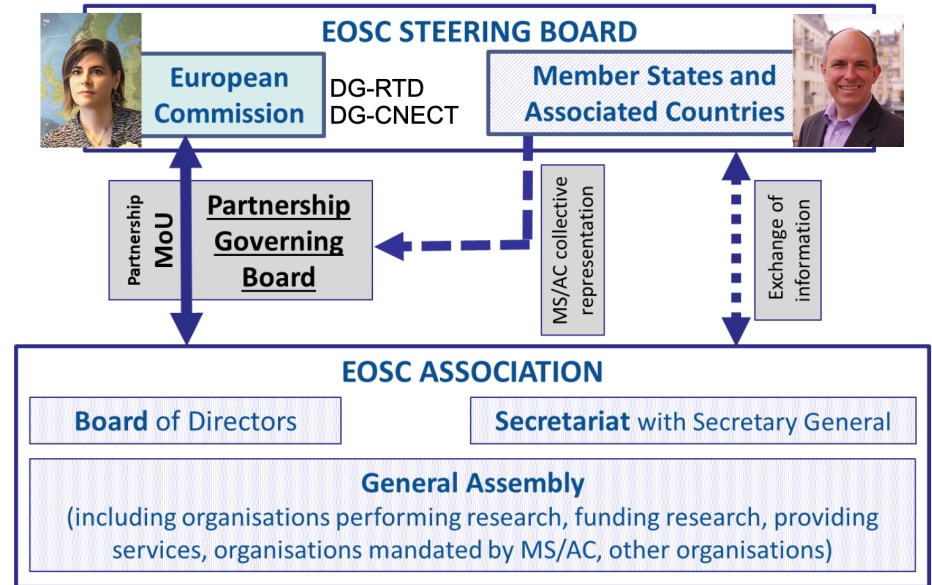 EOSC STEERING BOARD
European
Commission
DG-RTD
DG-CNECT
Member States and
Associated Countries
Partnership
MoU
Partnership
Governing
Board
MS/AC collective
representation
Exchange of
information
EOSC ASSOCIATION
Board of Directors
Secretariat with Secretary General
General Assembly
(including organisations performing research, funding research, providing
services, organisations mandated by MS/AC, other organisations)